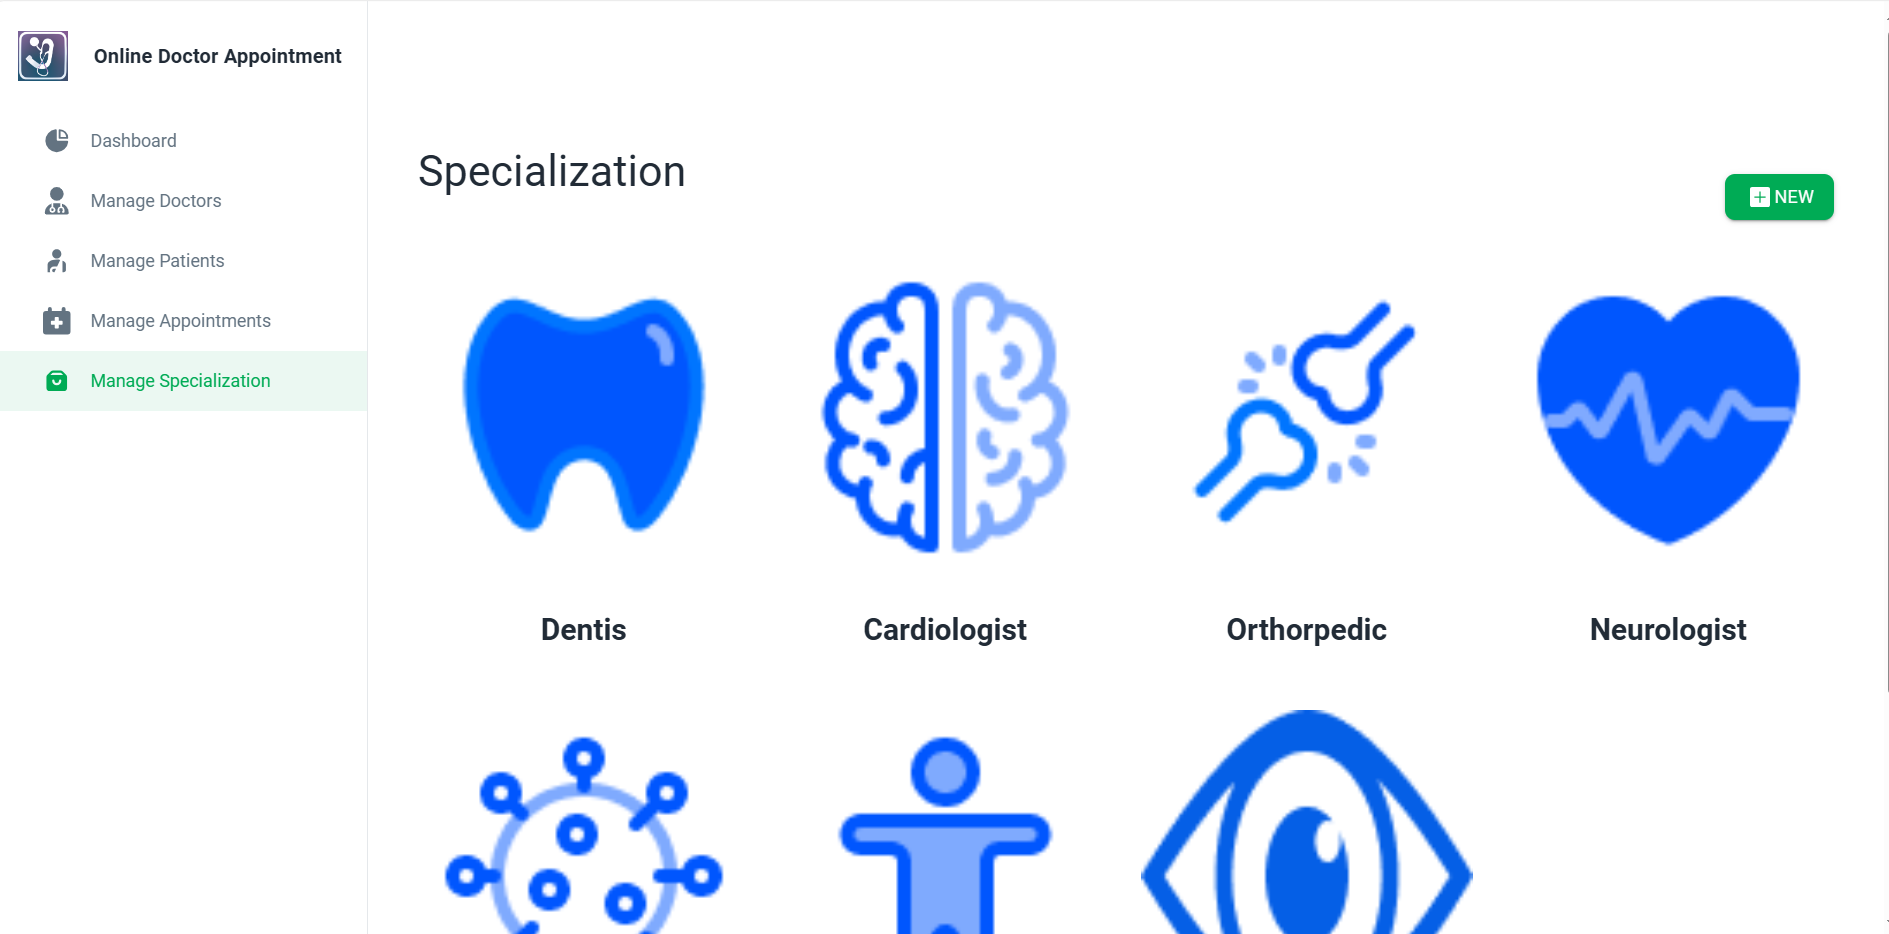 Online Doctor Appointment
Dashboard
Manage Doctors
Manage Patients
Manage Appointments
Manage Specialization
Specialization
NEW
Dentis
Cardiologist
Orthorpedic
Neurologist